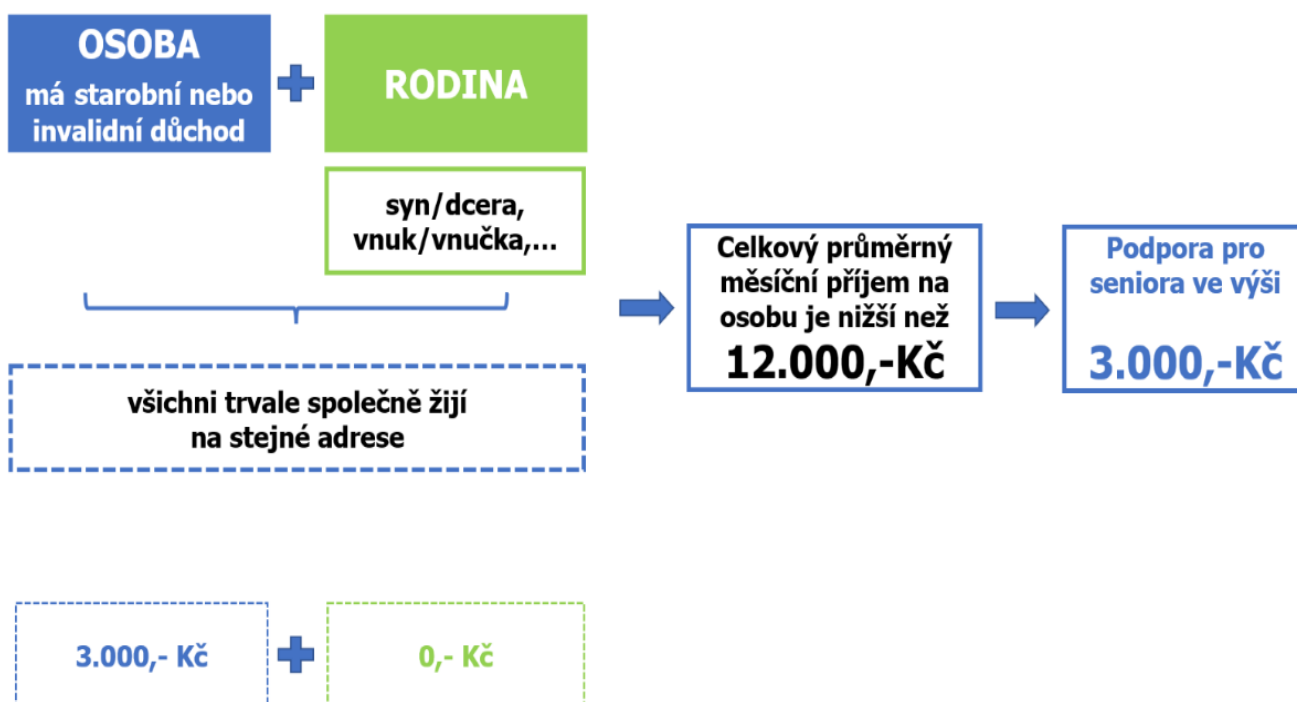 OSOBA
má starobní nebo
invalidní důchod
RODINA
syn/dcera,
vnuk/vnučka,...
všichni trvale společně žijí
na stejné adrese
Celkový průměrný
měsíční příjem na
osobu je nižší než
12.000,-Kč
Podpora pro
seniora ve výši
3.000,-Kč
3.000,- Kč
0,- Kč